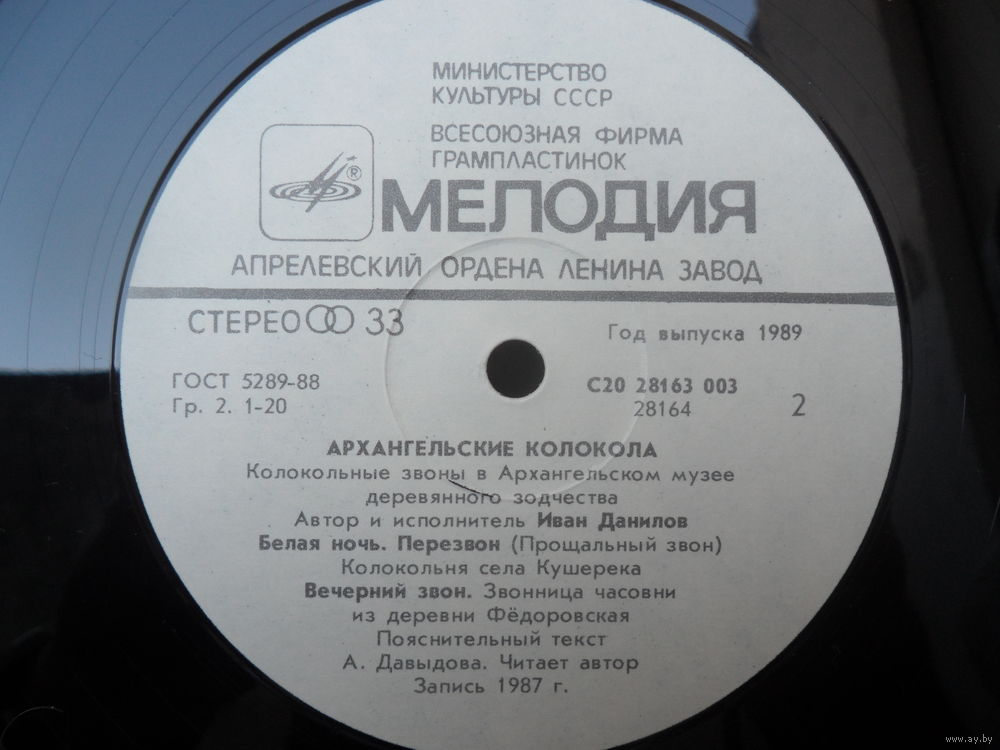 МИНИСТЕРСТВО
КУЛЬТУРЫ СССР
ВСЕСОЮЗНАЯ ФИРМА
ГРАМПЛАСТИНОК
®
МЕЛОДИЯ
АПРЕЛЕВСКИЙ ОРДЕНА ЛЕНИНА ЗАВОД
СТЕРЕО 33
Год выпуска 1989
ГОСТ 5289-88
Гр. 2. 1-20
С20 28163 003
28164
2
АРХАНГЕЛЬСКИЕ КОЛОКОЛА
Колокольные звоны в Архангельском музее
деревянного зодчества
Автор и исполнитель Иван Данилов
Белая ночь. Перезвон (Прощальный звон)
Колокольня села Кушерека
Вечерний звон. Звонница часовни
из деревни Фёдоровская
Пояснительный текст
А. Давыдова. Читает автор
Запись 1987 г.
www.ay.by